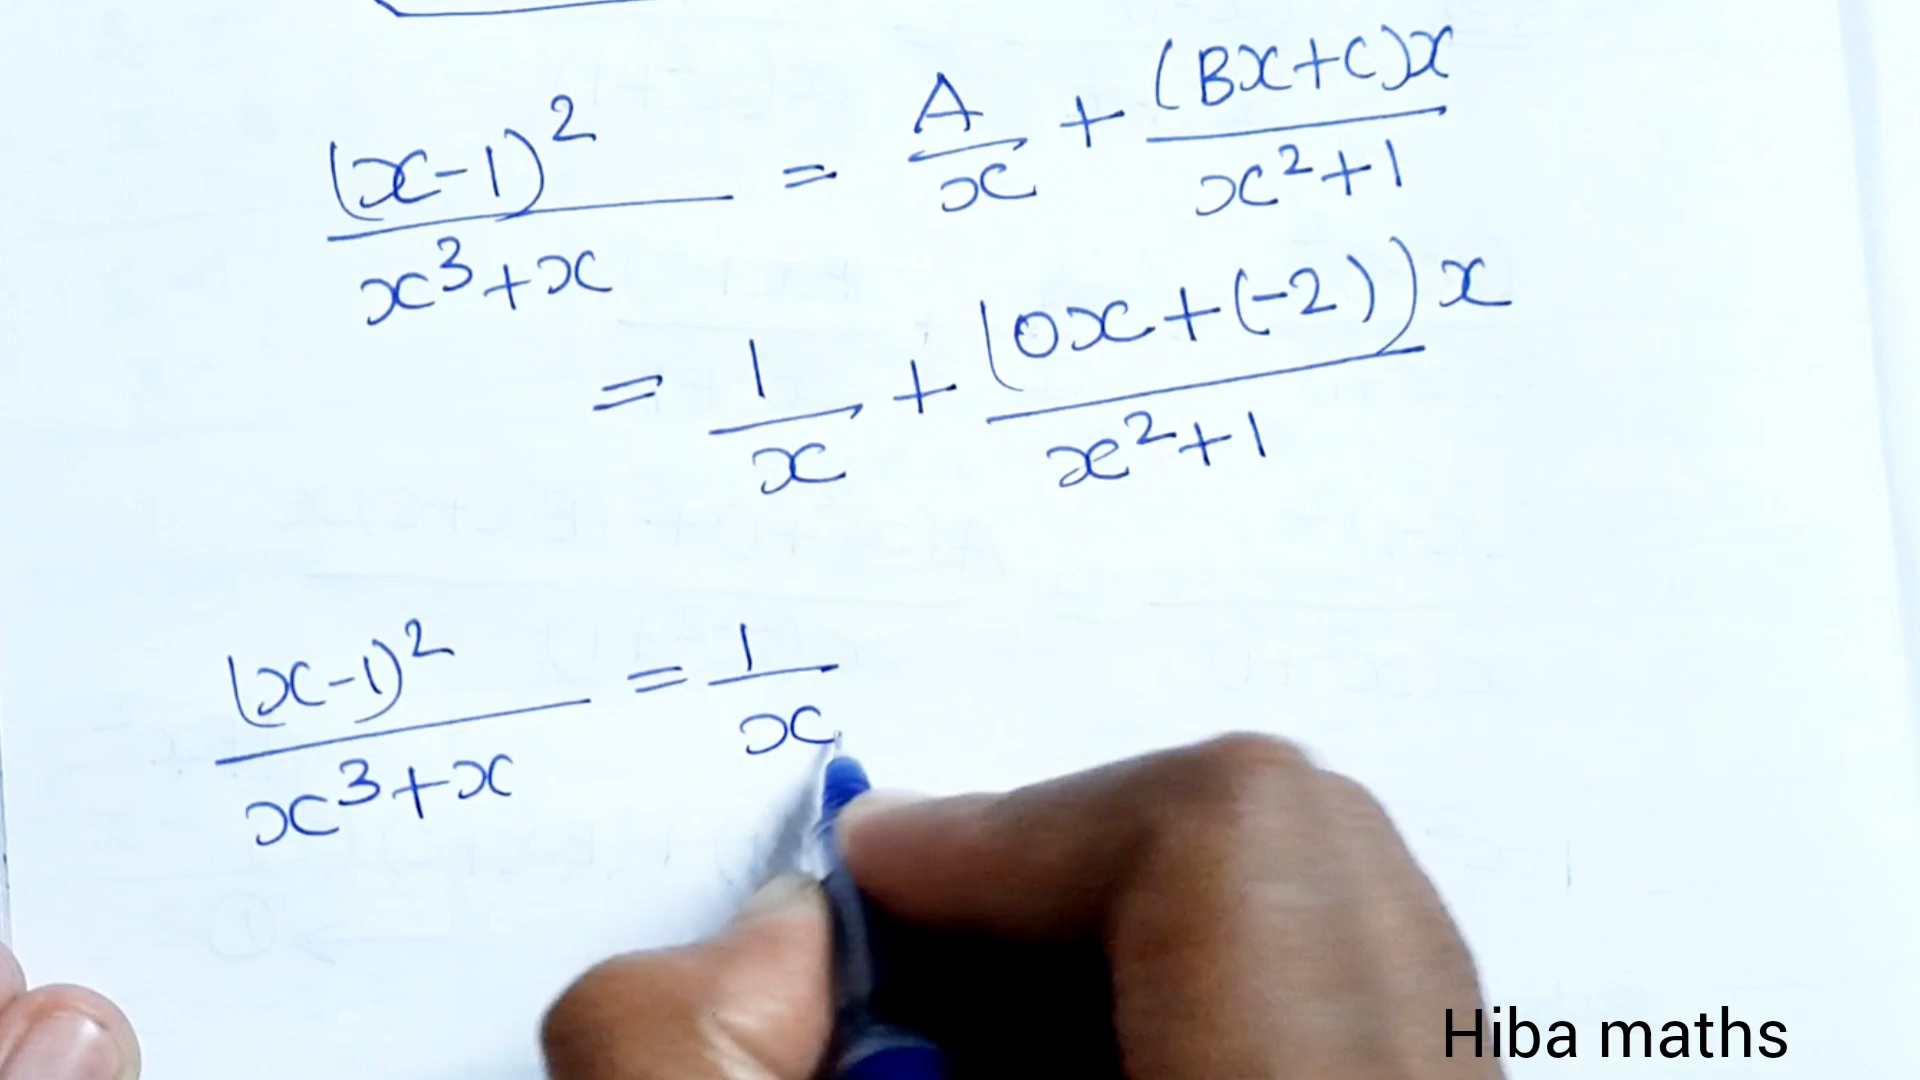 (x-1)² / x³+x = A/x + (Bx+C)x / x²+1
= 1/x + (0x+(-2))x / x²+1
(x-1)² / x³+x = 1/x
Hiba maths